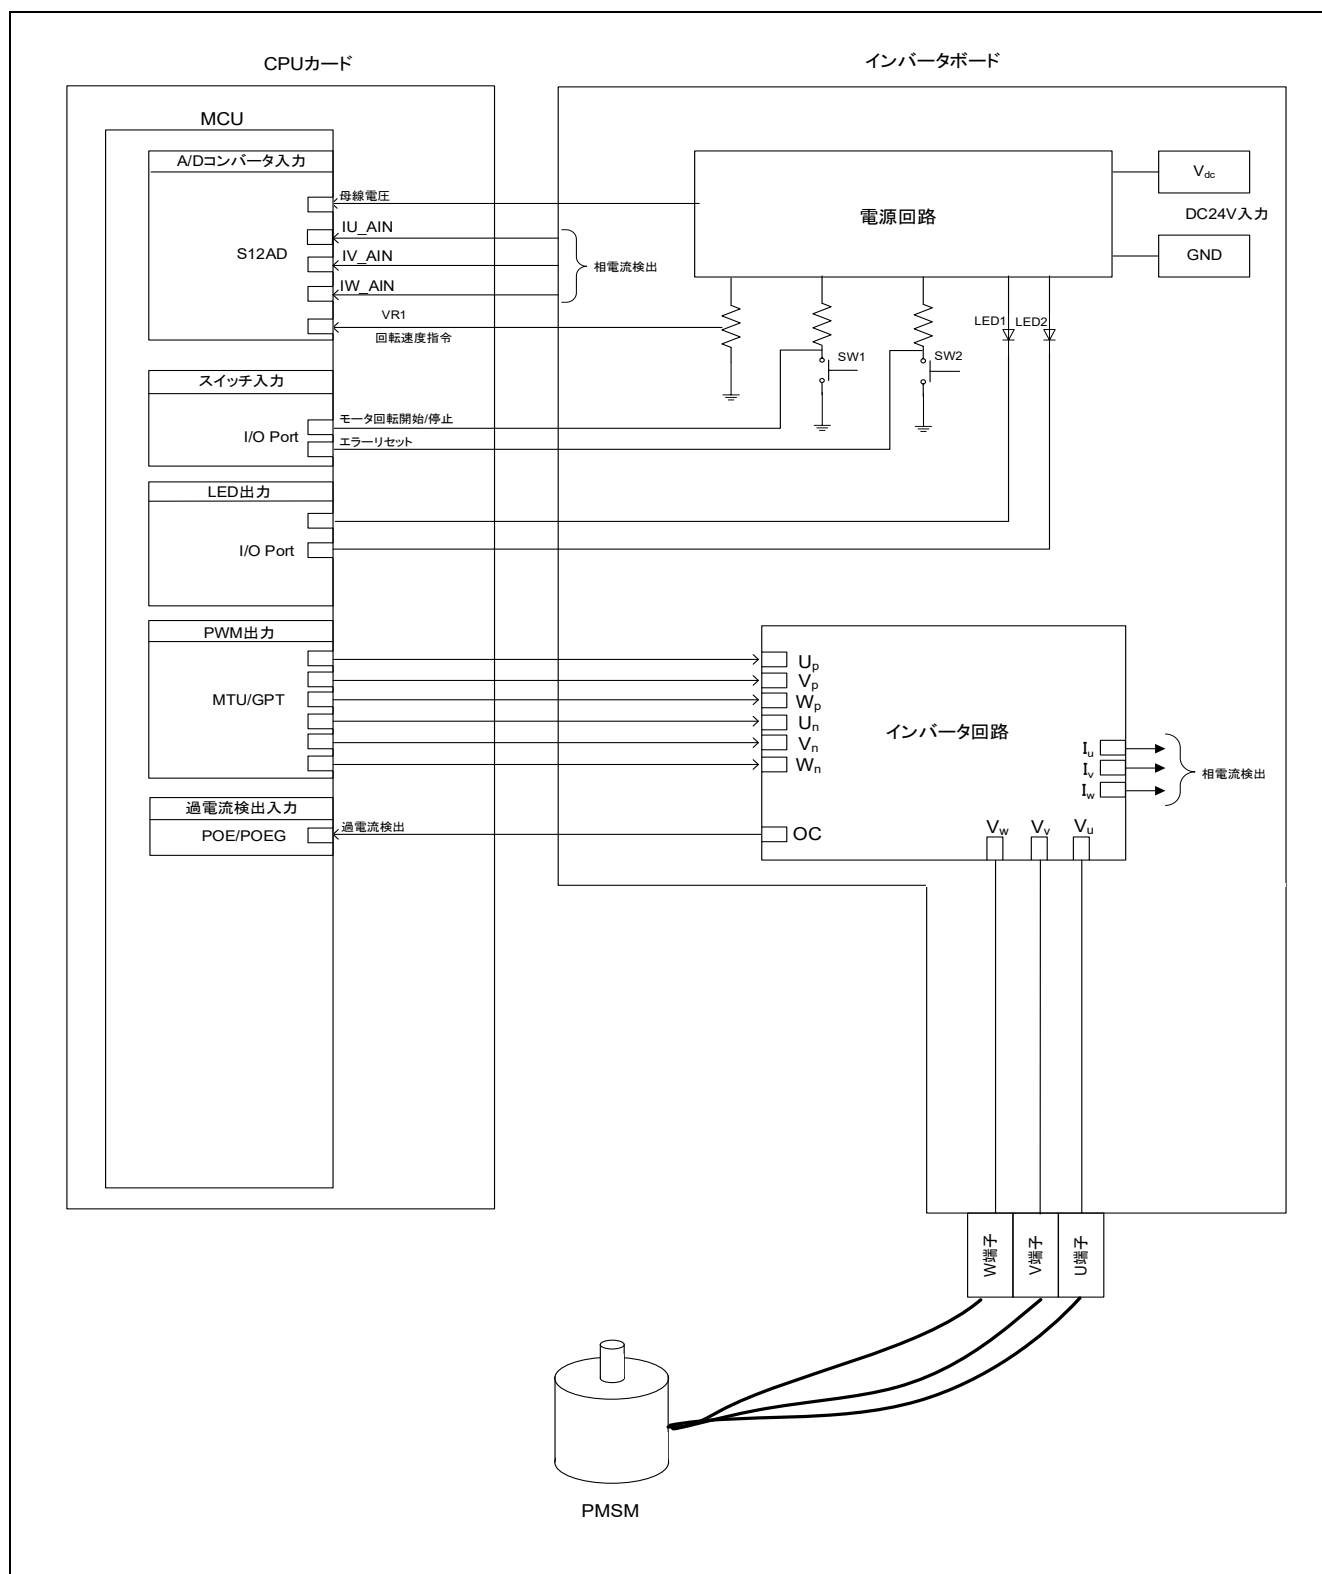 CPUカード
インバータボード
MCU
A/Dコンバータ入力
S12AD
母線電圧
IU_AIN
IV_AIN
IW_AIN
相電流検出
VR1
回転速度指令
電源回路
Vdc
DC24V入力
GND
LED1
LED2
SW1
SW2
スイッチ入力
I/O Port
モータ回転開始/停止
エラーリセット
LED出力
I/O Port
PWM出力
MTU/GPT
Up
Vp
Wp
Un
Vn
Wn
インバータ回路
Iu
Iv
Iw
相電流検出
過電流検出入力
POE/POEG
過電流検出
OC
Vw
Vv
Vu
W端子
V端子
U端子
PMSM